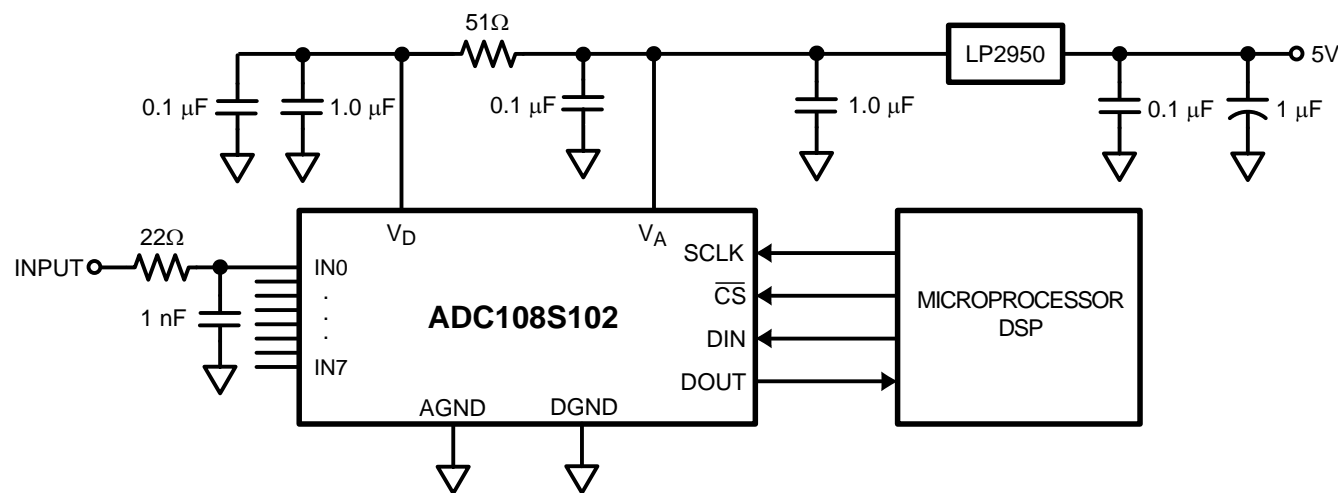 51Ω
LP2950
5V
0.1 μF
1.0 μF
0.1 μF
1.0 μF
0.1 μF
1 μF
V_D
V_A
22Ω
INPUT
IN0
SCLK
.
CS̅
MICROPROCESSOR
DSP
.
ADC108S102
1 nF
.
DIN
IN7
DOUT
AGND
DGND